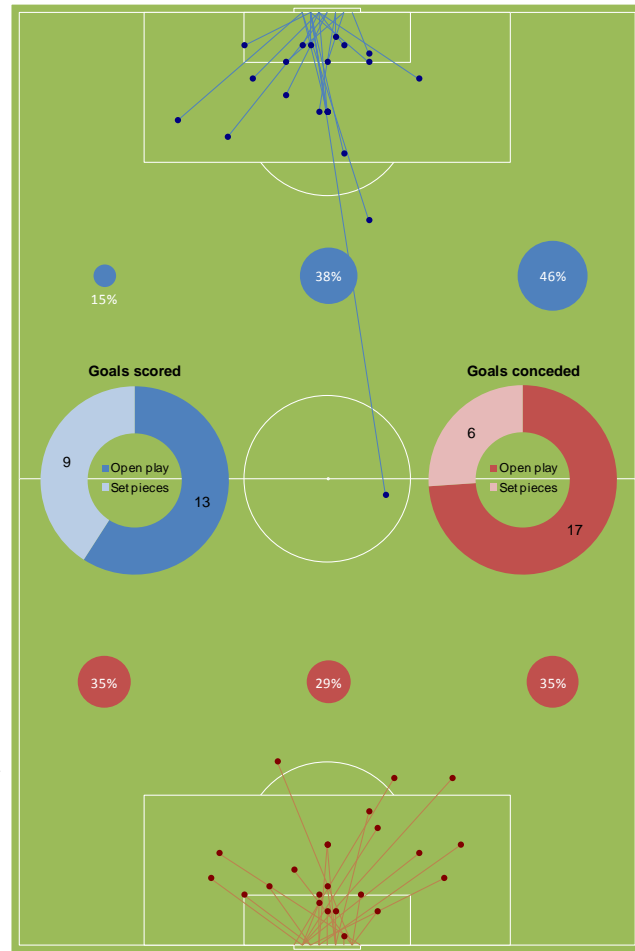 15%
38%
46%
Goals scored
9
Open play
Set pieces
13
Goals conceded
6
Open play
Set pieces
17
35%
29%
35%